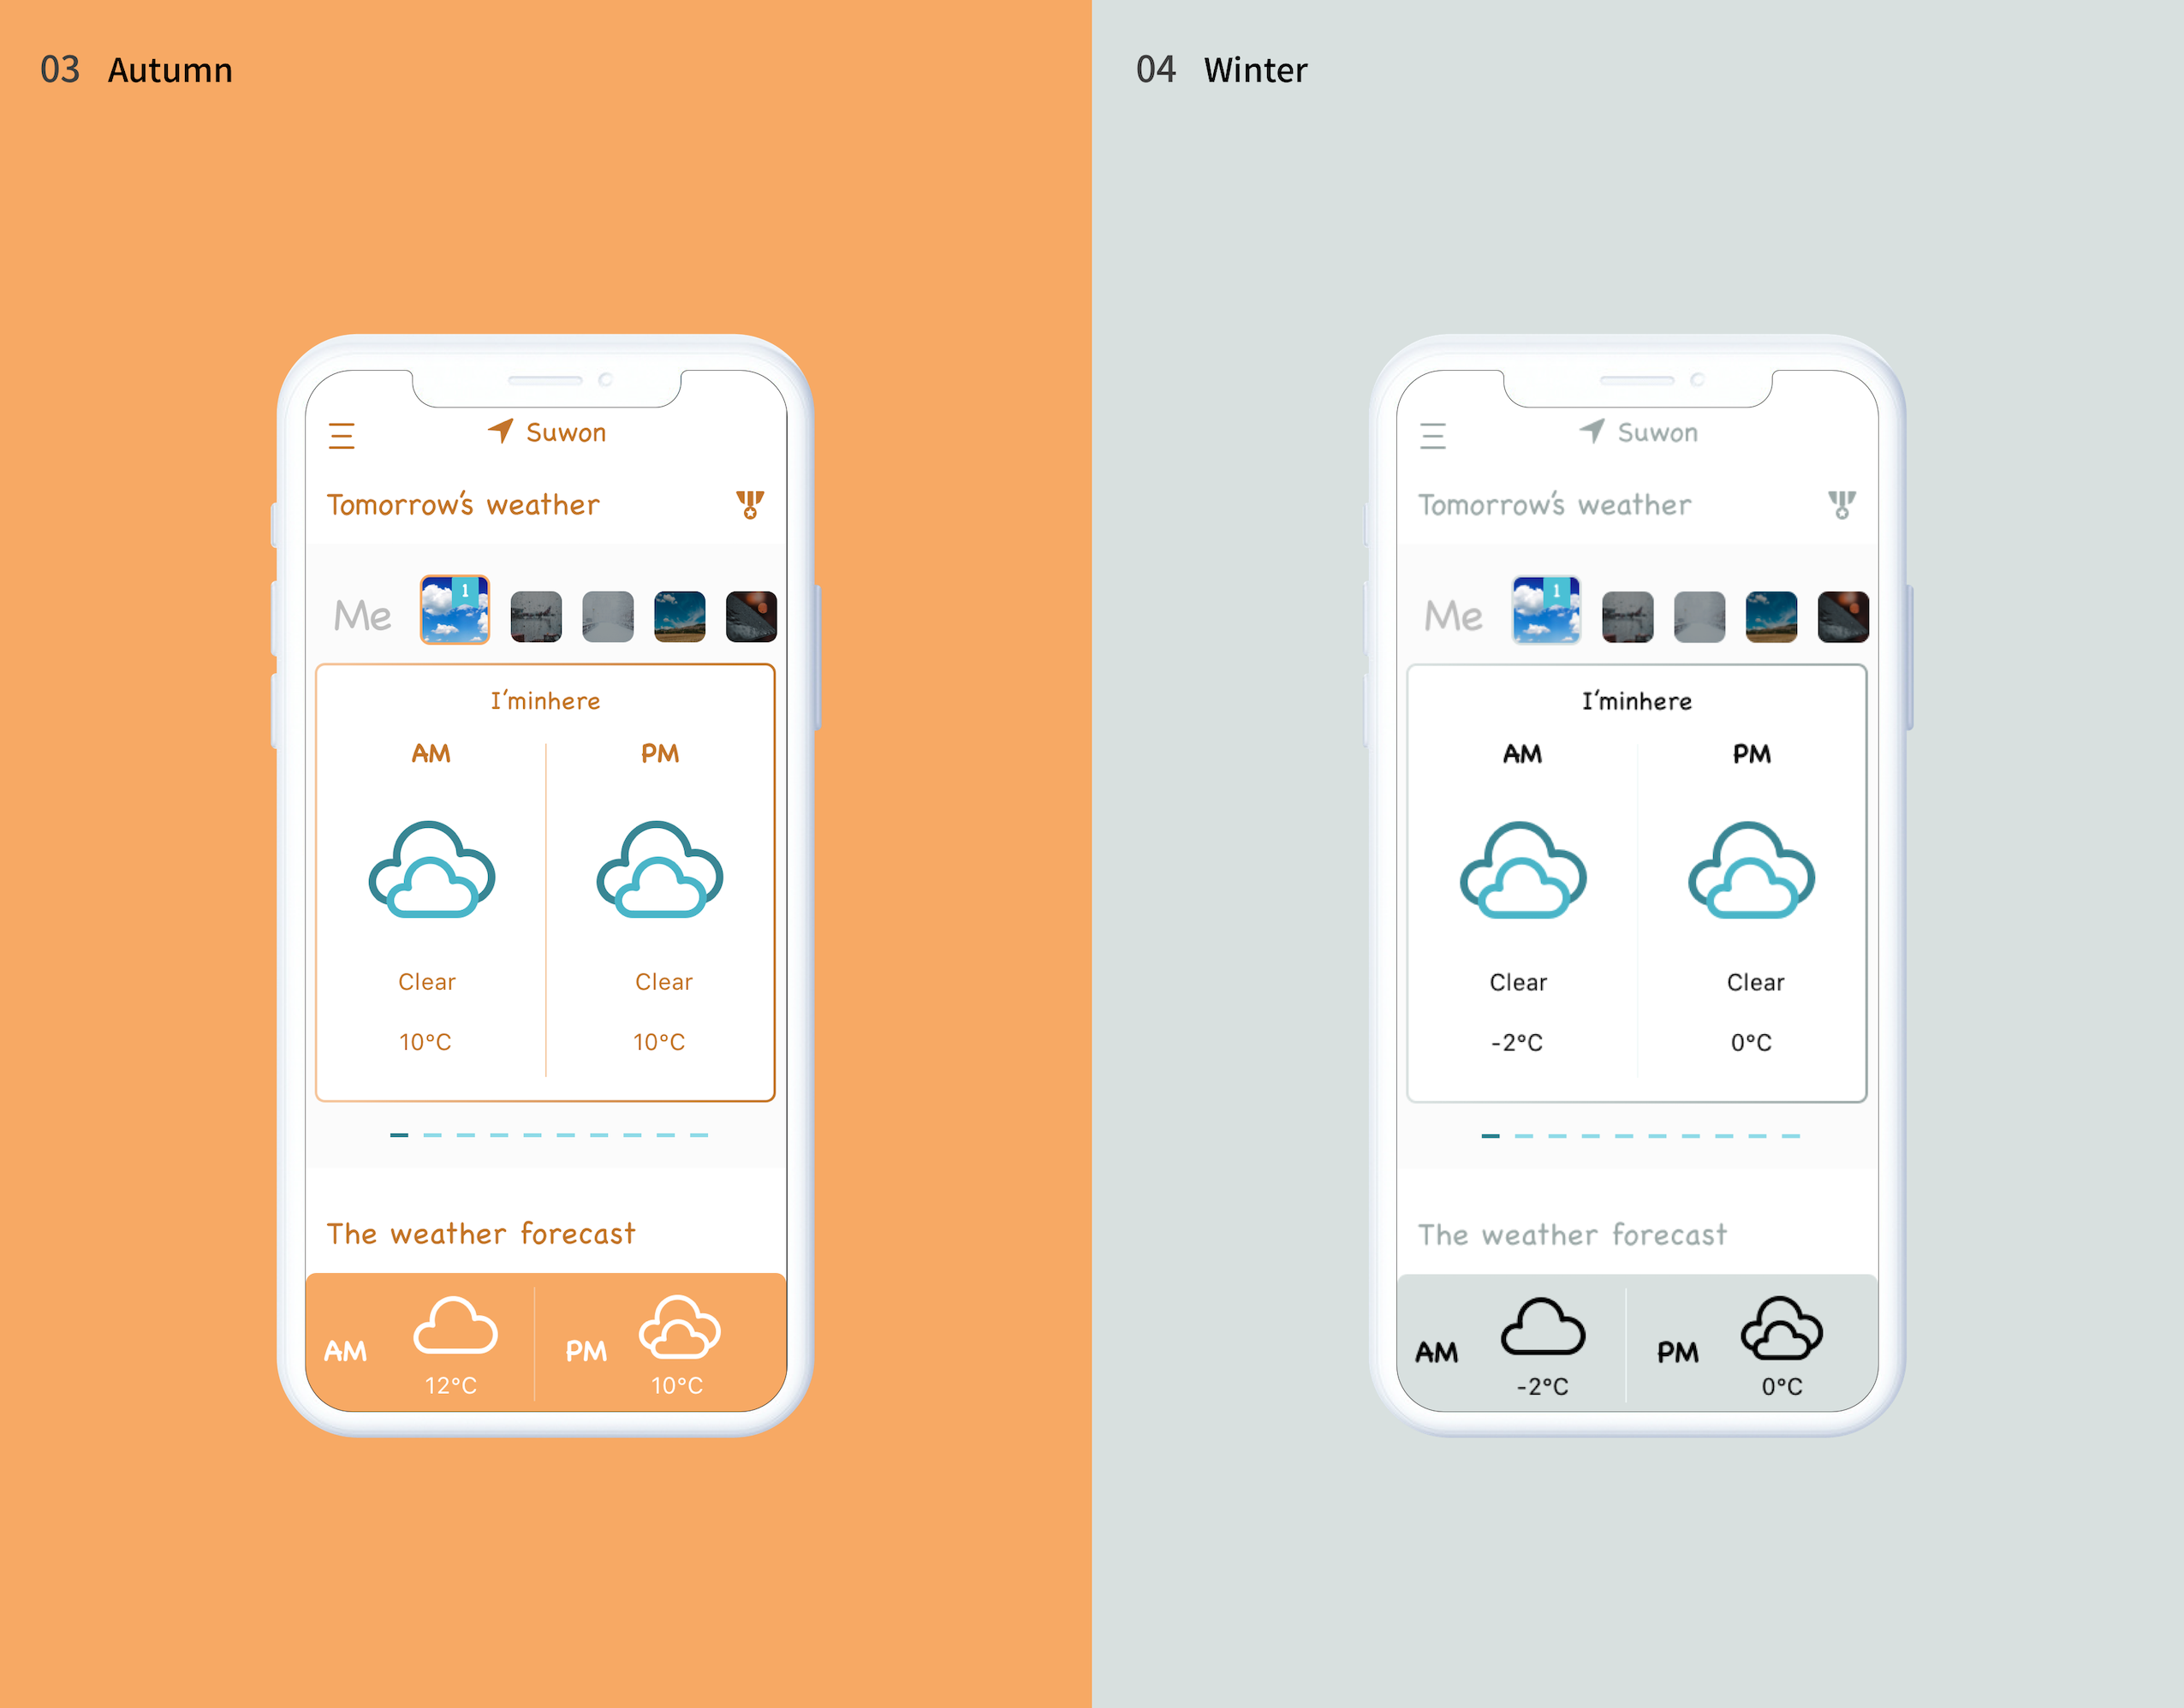 03 Autumn
Suwon
Tomorrow's weather
Me
1
I'minhere
AM PM
Clear Clear
10°C 10°C
The weather forecast
AM 12°C PM 10°C
04 Winter
Suwon
Tomorrow's weather
Me
1
I'minhere
AM PM
Clear Clear
-2°C 0°C
The weather forecast
AM -2°C PM 0°C